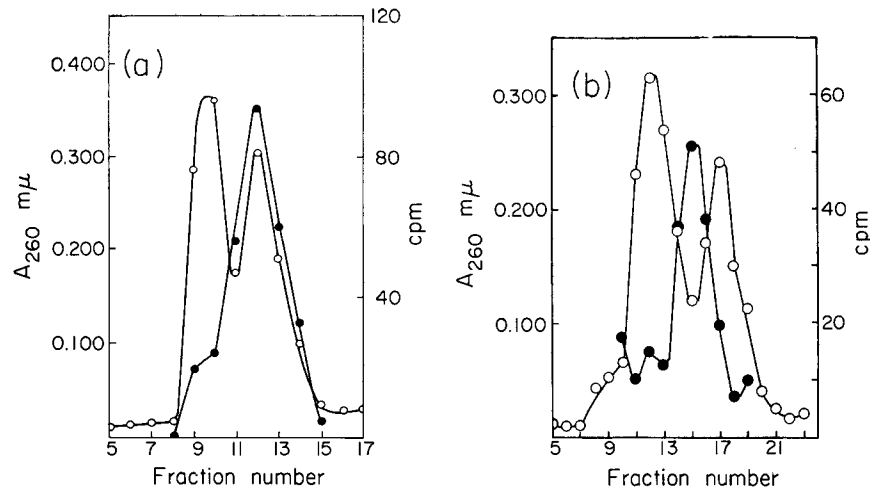 (a)
120
0.400
0.300
80
0.200
40
0.100
A260 mμ
cpm
5 7 9 11 13 15 17
Fraction number
(b)
0.300
60
0.200
40
0.100
20
A260 mμ
cpm
5 9 13 17 21
Fraction number